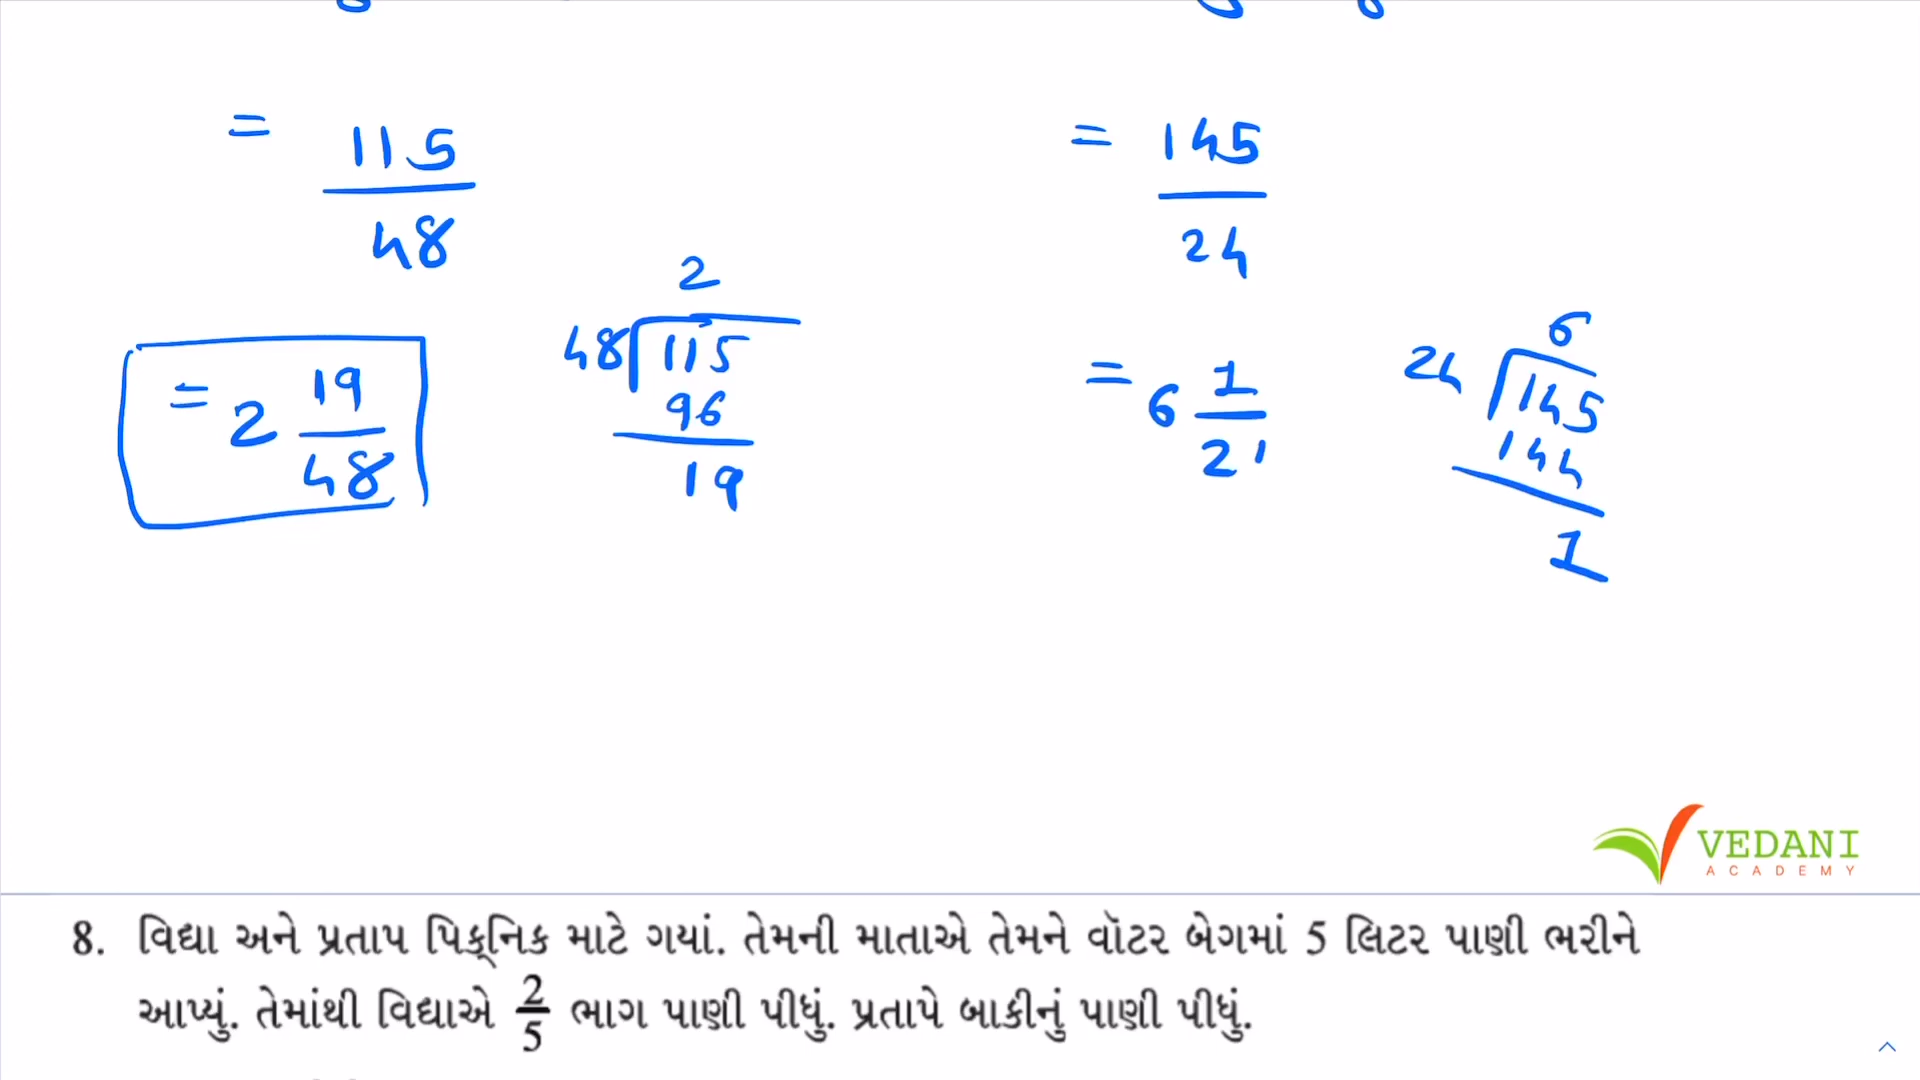 = 115
48
= 2 19
48
2
48 115
96
19
= 145
24
= 6 1
2
6
24 145
144
1
VEDANI
ACADEMY
8. વિદ્યા અને પ્રતાપ પિક્નિક માટે ગયાં. તેમની માતાએ તેમને વૉટર બેગમાં 5 લિટર પાણી ભરીને
આપ્યું. તેમાંથી વિદ્યાએ 2/5 ભાગ પાણી પીધું. પ્રતાપે બાકીનું પાણી પીધું.